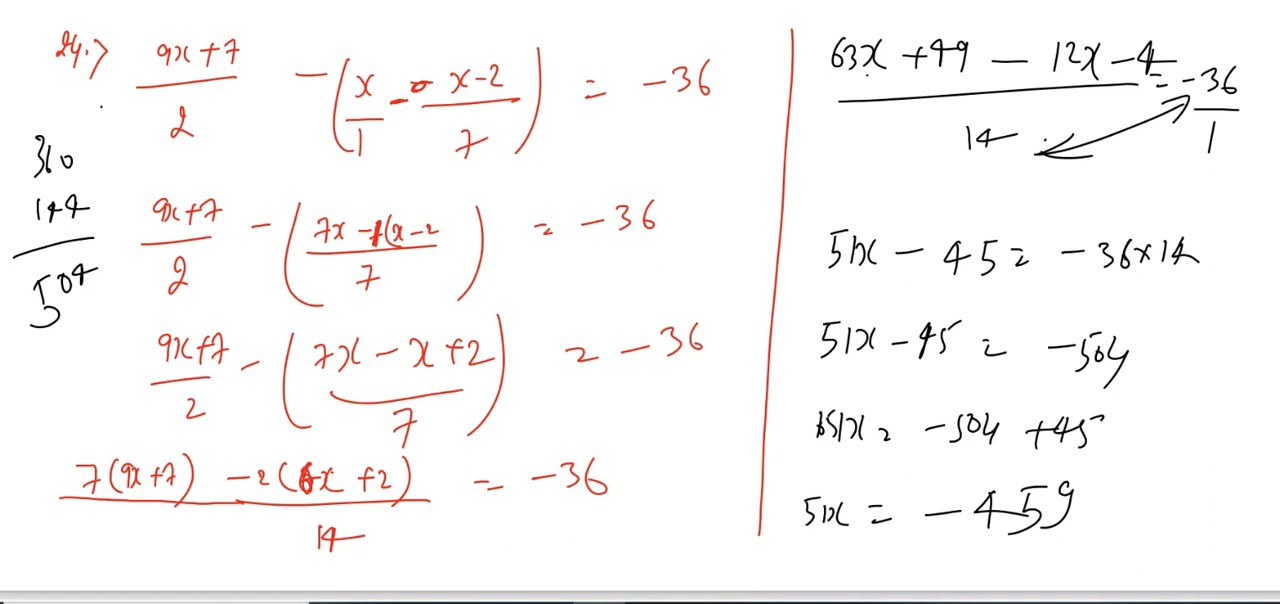 24.) (9x+7)/2 - (x/1 - (x-2)/7) = -36
(9x+7)/2 - ((7x - 1(x-2)/7) = -36
(9x+7)/2 - ((7x - x +2)/7) = -36
(7(9x+7) -2(6x +2))/14 = -36
310
144
504
(63x +49 - 12x -4)/14 = -36/1
51x - 45 = -36×14
51x - 45 = -504
51x = -504 +45
51x = -459